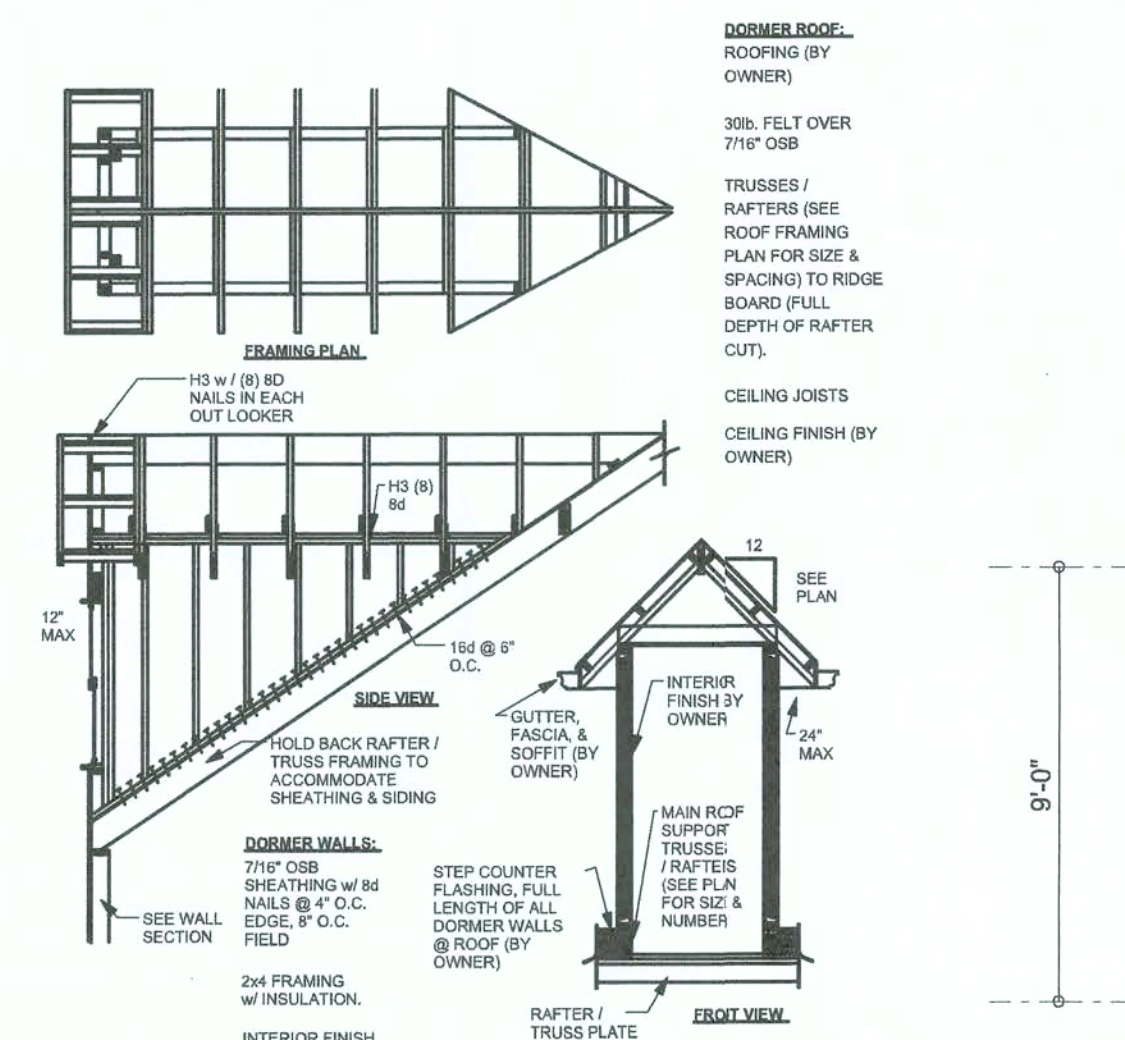 DORMER ROOF:
ROOFING (BY
OWNER)
30lb. FELT OVER
7/16" OSB
TRUSSES /
RAFTERS (SEE
ROOF FRAMING
PLAN FOR SIZE &
SPACING) TO RIDGE
BOARD (FULL
DEPTH OF RAFTER
CUT).
CEILING JOISTS
CEILING FINISH (BY
OWNER)
FRAMING PLAN
H3 w / (8) 8D
NAILS IN EACH
OUT LOOKER
H3 (8)
8d
12"
MAX
16d @ 6"
O.C.
SIDE VIEW
HOLD BACK RAFTER /
TRUSS FRAMING TO
ACCOMMODATE
SHEATHING & SIDING
12
SEE
PLAN
INTERIOR
FINISH BY
OWNER
GUTTER,
FASCIA, &
SOFFIT (BY
OWNER)
24"
MAX
9'-0"
MAIN ROOF
SUPPORT
TRUSSES
/ RAFTERS
(SEE PLAN
FOR SIZE &
NUMBER
STEP COUNTER
FLASHING, FULL
LENGTH OF ALL
DORMER WALLS
@ ROOF (BY
OWNER)
RAFTER /
TRUSS PLATE
FROIT VIEW
DORMER WALLS:
7/16" OSB
SHEATHING w/ 8d
NAILS @ 4" O.C.
EDGE, 8" O.C.
FIELD
2x4 FRAMING
w/ INSULATION.
INTERIOR FINISH
SEE WALL
SECTION